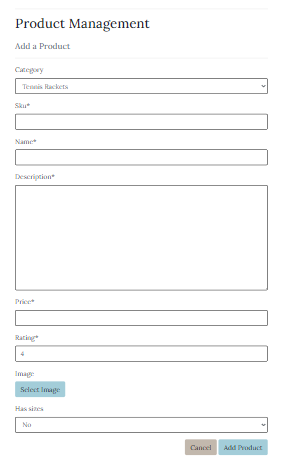 Product Management
Add a Product
Category
Tennis Rackets
Sku*
Name*
Description*
Price*
Rating*
4
Image
Select Image
Has sizes
No
Cancel Add Product